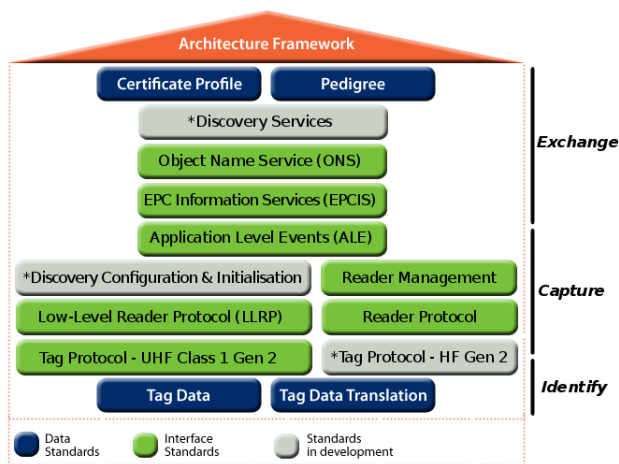 Architecture Framework
Certificate Profile
Pedigree
*Discovery Services
Exchange
Object Name Service (ONS)
EPC Information Services (EPCIS)
Application Level Events (ALE)
*Discovery Configuration & Initialisation
Reader Management
Capture
Low-Level Reader Protocol (LLRP)
Reader Protocol
Tag Protocol - UHF Class 1 Gen 2
*Tag Protocol - HF Gen 2
Identify
Tag Data
Tag Data Translation
Data
Standards
Interface
Standards
Standards
in development